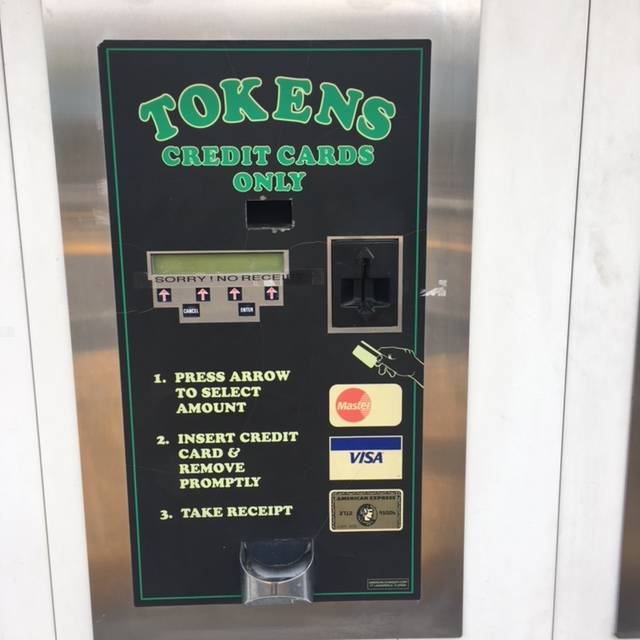 TOKENS
CREDIT CARDS
ONLY
SORRY ! NO RECEI
CANCEL
ENTER
1. PRESS ARROW
TO SELECT
AMOUNT
2. INSERT CREDIT
CARD &
REMOVE
PROMPTLY
3. TAKE RECEIPT
Master
VISA
AMERICAN EXPRESS